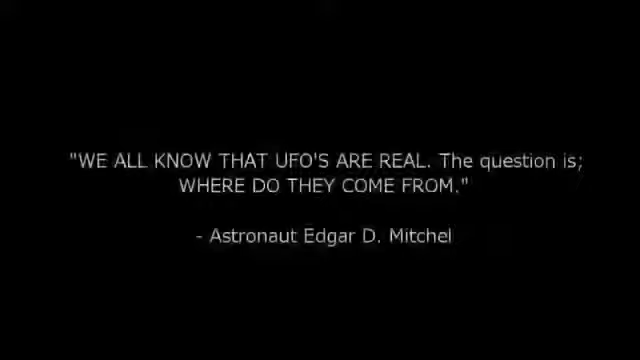 "WE ALL KNOW THAT UFO'S ARE REAL. The question is;
WHERE DO THEY COME FROM."
- Astronaut Edgar D. Mitchel